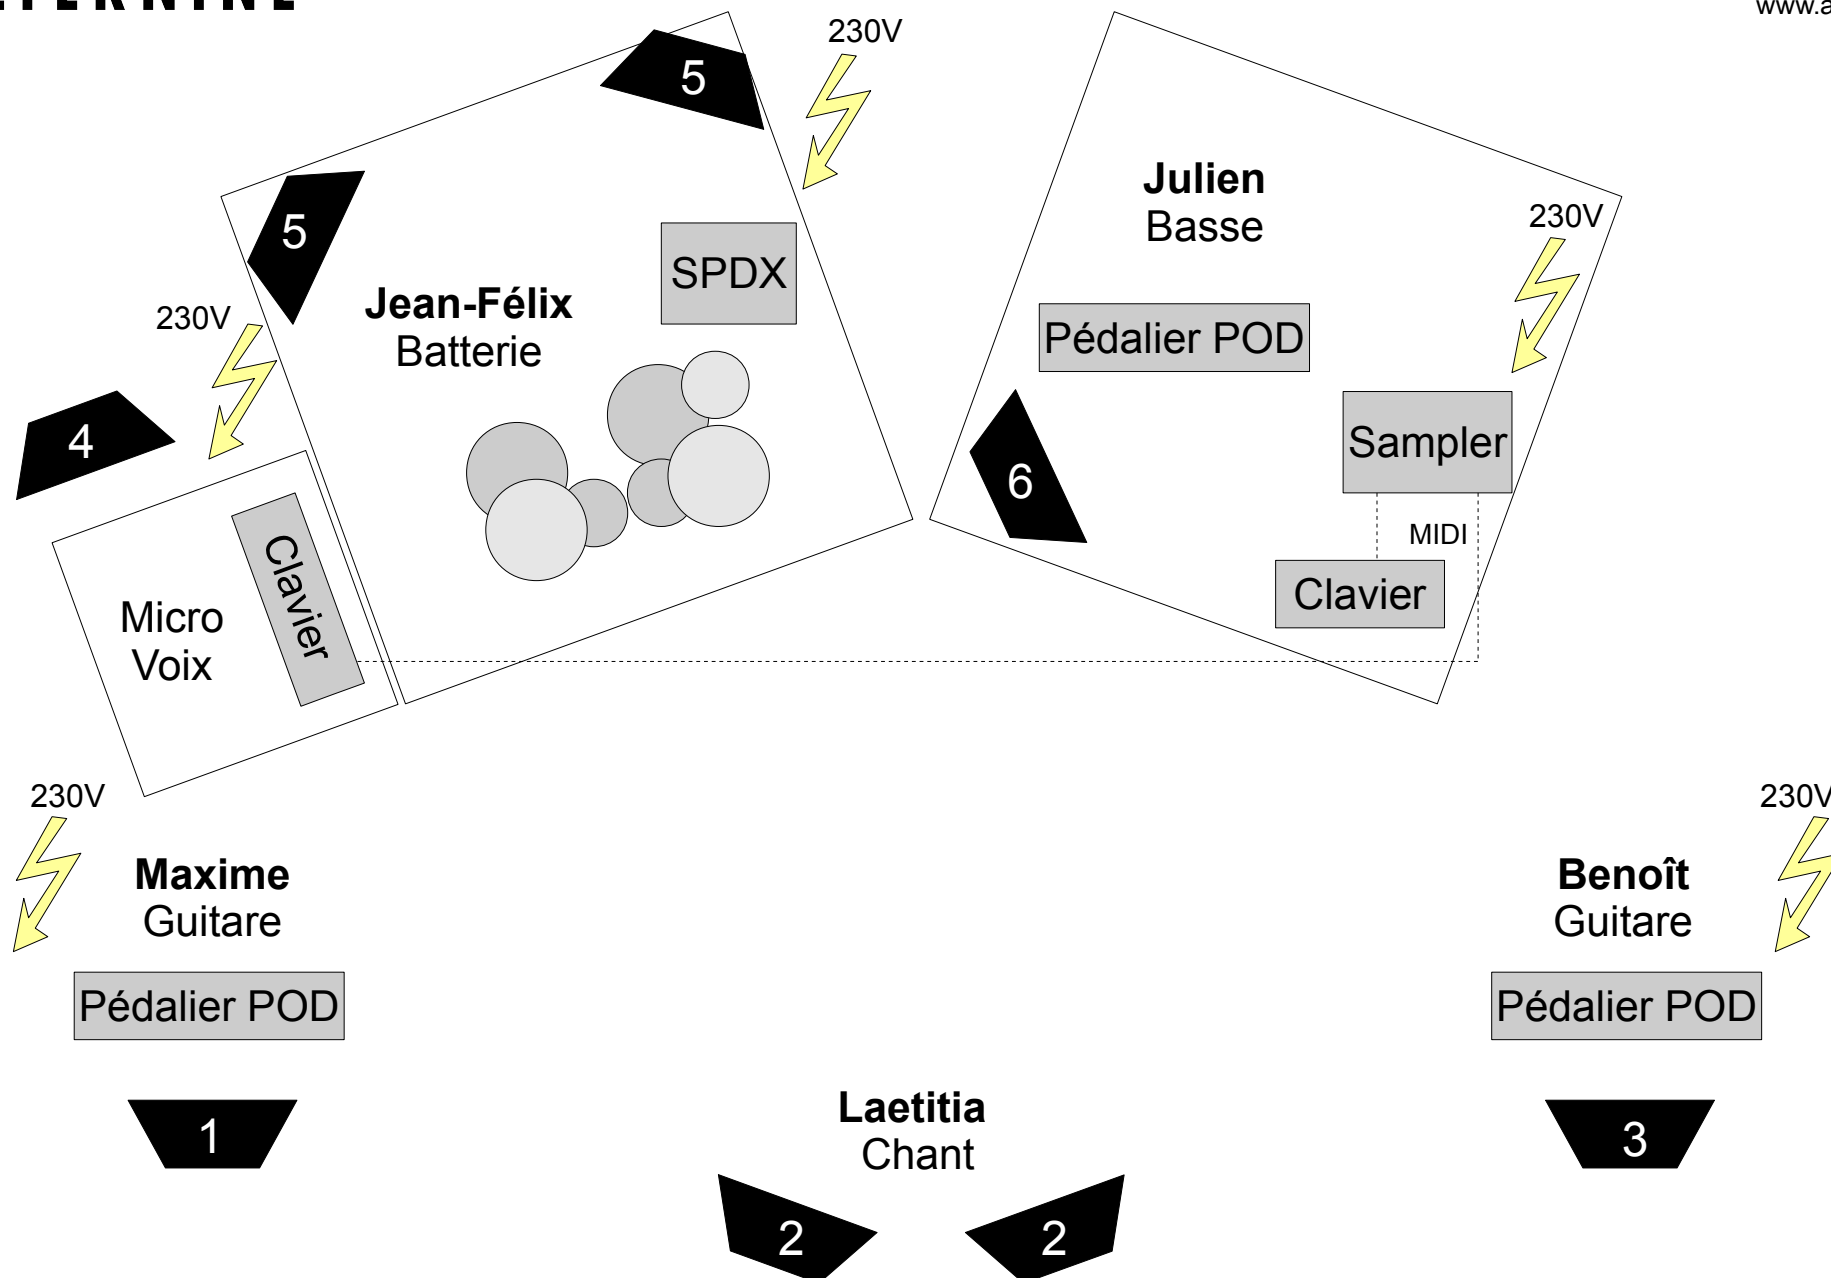 www.a
230V
5
5
Julien
Basse
230V
SPDX
Jean-Félix
Batterie
230V
Pédalier POD
4
Sampler
6
MIDI
Clavier
Clavier
Micro
Voix
230V
230V
Maxime
Guitare
Benoît
Guitare
Pédalier POD
Pédalier POD
1
Laetitia
Chant
3
2
2